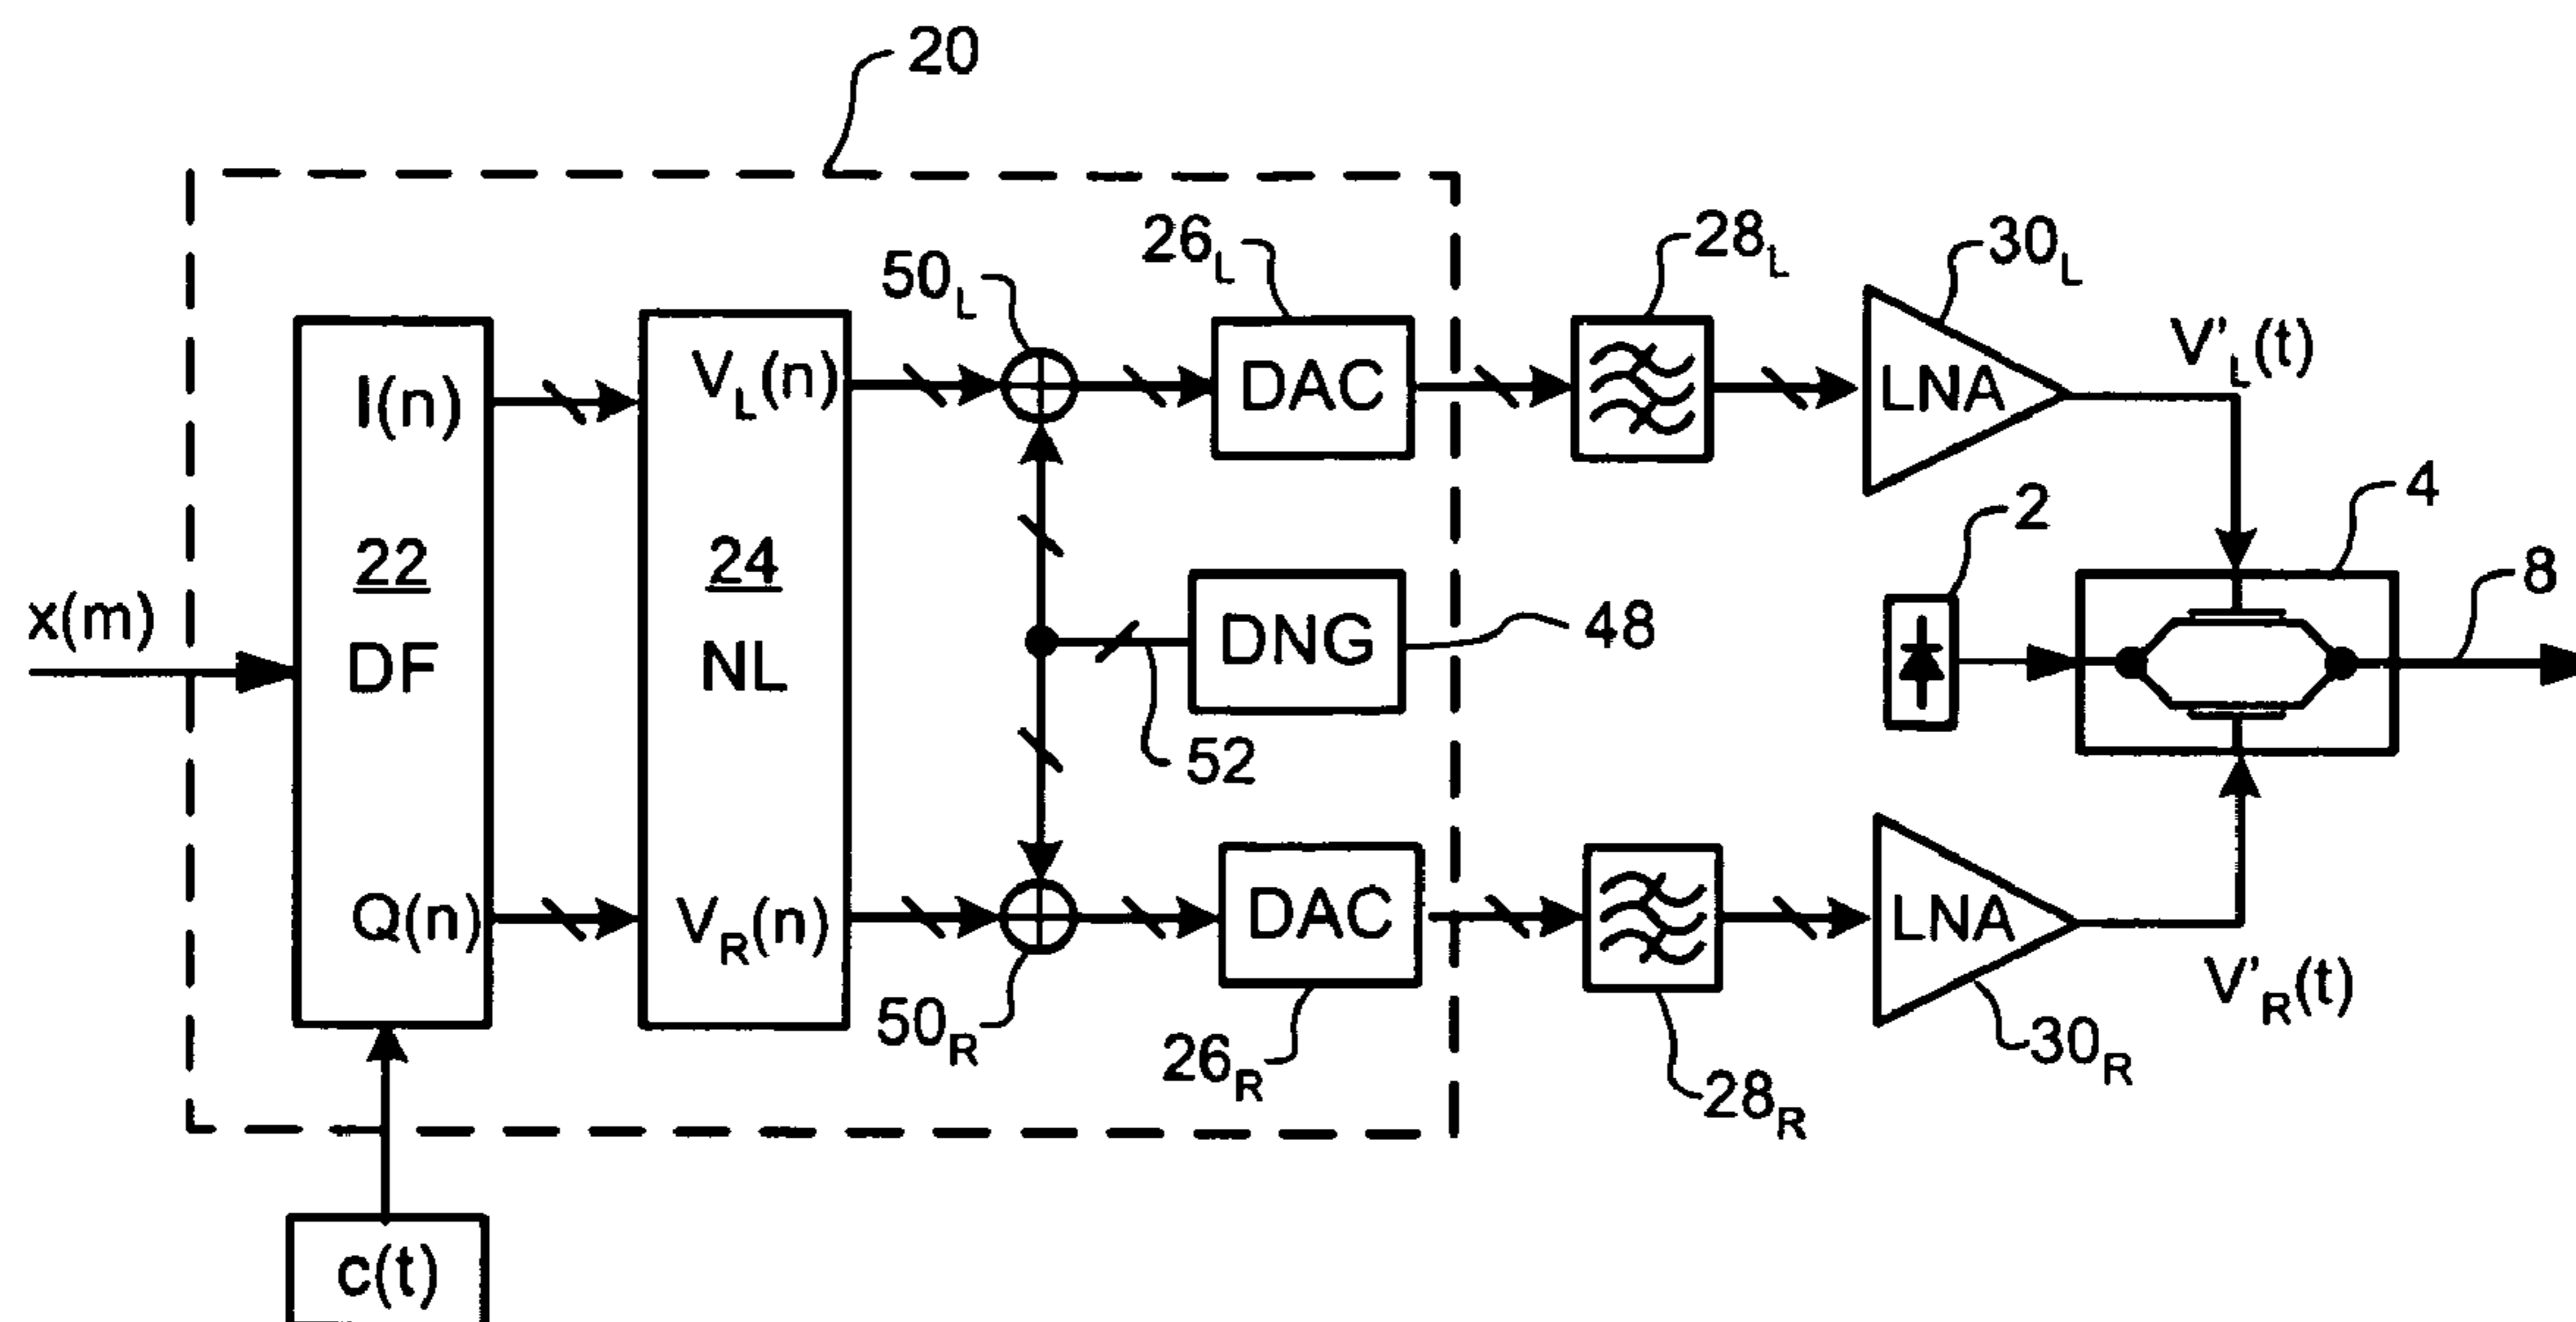 20
26L
28L
30L
50L
V'L(t)
I(n)
VL(n)
DAC
LNA
4
2
22
24
8
x(m)
DF
NL
DNG
48
52
Q(n)
VR(n)
DAC
LNA
V'R(t)
50R
26R
28R
30R
c(t)